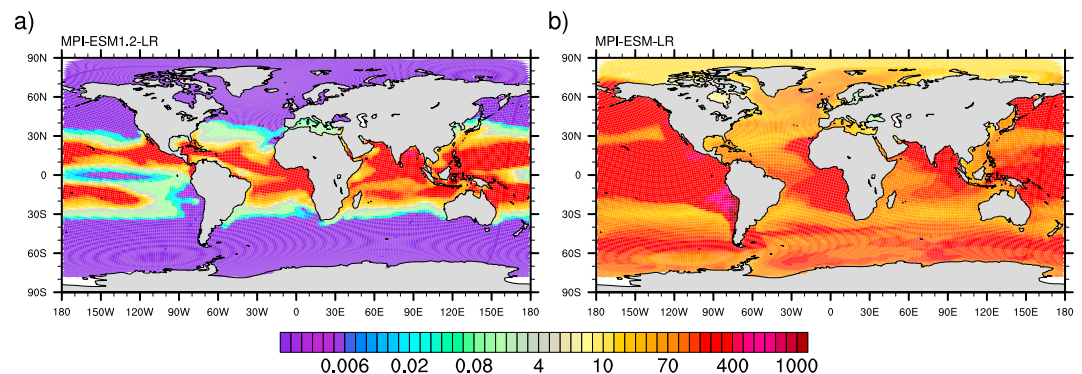 a)
b)
MPI-ESM1.2-LR
MPI-ESM-LR
90N
60N
30N
0
30S
60S
90S
180 150W 120W 90W 60W 30W 0 30E 60E 90E 120E 150E 180
90N
60N
30N
0
30S
60S
90S
180 150W 120W 90W 60W 30W 0 30E 60E 90E 120E 150E 180
0.006 0.02 0.08 4 10 70 400 1000